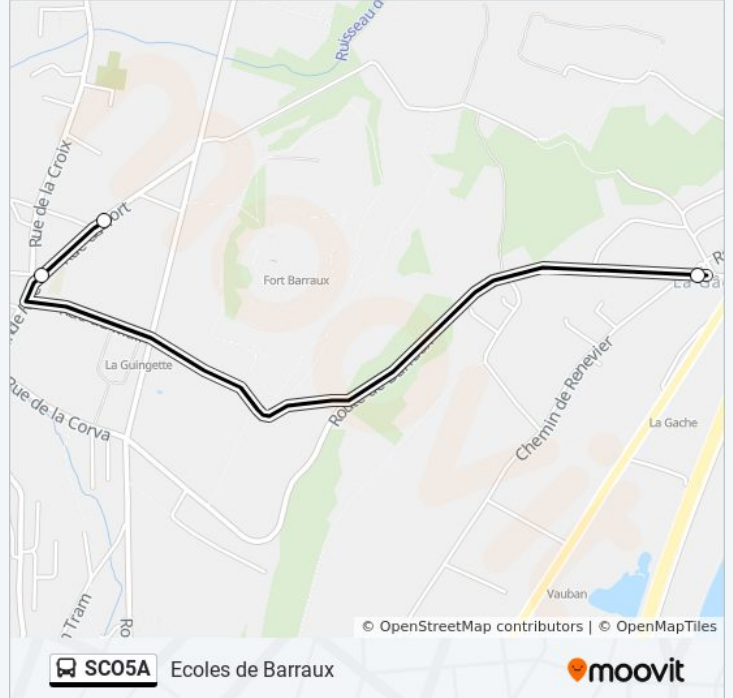 Ruisseau d
Rue de la Croix
Fort Barraux
La Guingette
Rue de la Corva
Chemin de Renevier
La Gache
Vauban
© OpenStreetMap contributors | © OpenMapTiles
SCO5A
Ecoles de Barraux
moovit